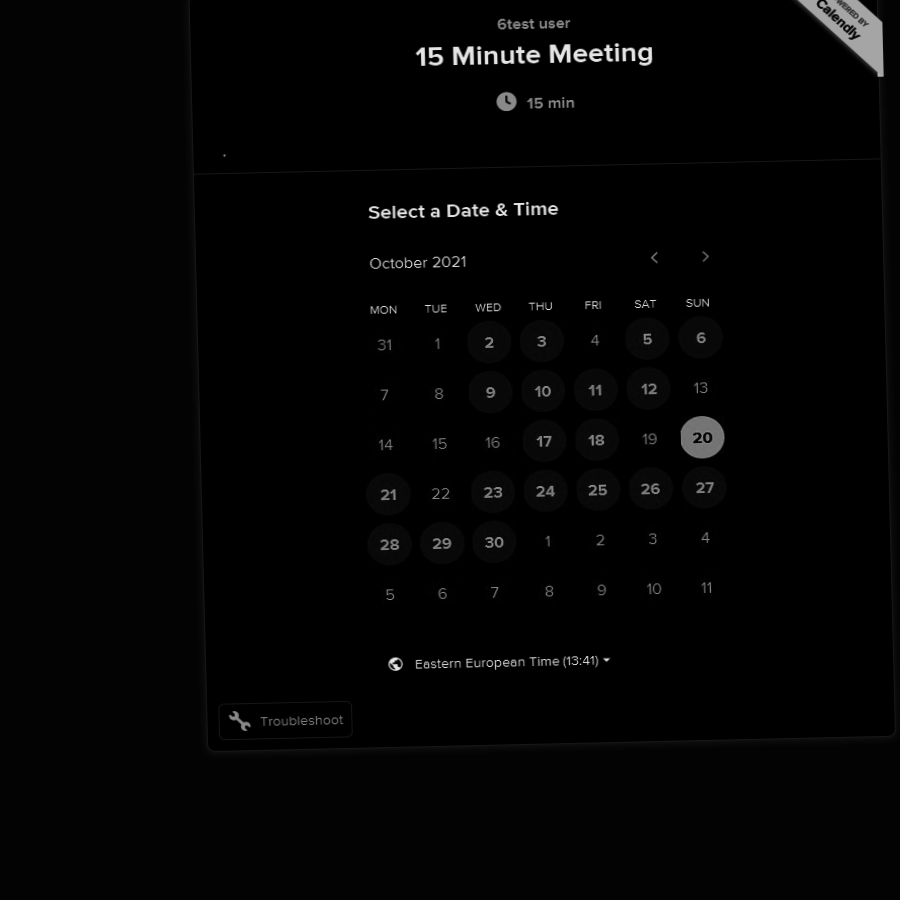 6test user
POWERED BY
Calendly
15 Minute Meeting
15 min
.
Select a Date & Time
October 2021
MON TUE WED THU FRI SAT SUN
31 1 2 3 4 5 6
7 8 9 10 11 12 13
14 15 16 17 18 19 20
21 22 23 24 25 26 27
28 29 30 1 2 3 4
5 6 7 8 9 10 11
Eastern European Time (13:41)
Troubleshoot